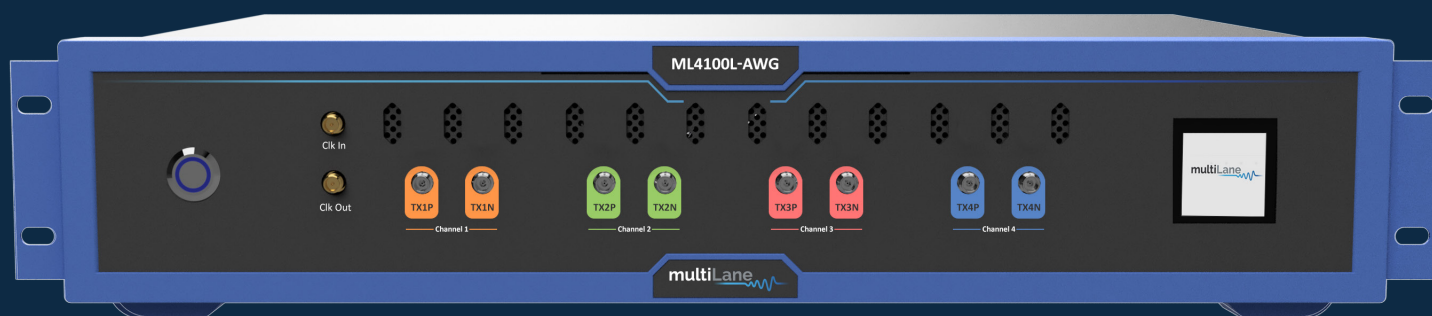 ML4100L-AWG
Clk In
Clk Out
TX1P TX1N TX2P TX2N TX3P TX3N TX4P TX4N
Channel 1 Channel 2 Channel 3 Channel 4
multiLane
multiLane